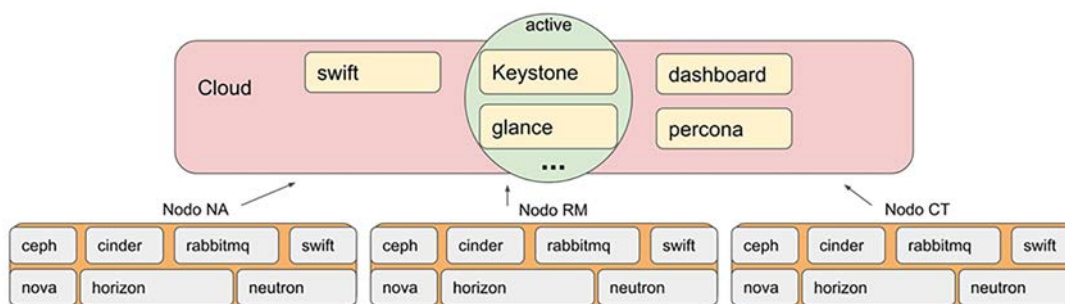 active
Cloud
swift
Keystone
dashboard
glance
percona
...
Nodo NA
Nodo RM
Nodo CT
ceph cinder rabbitmq swift
nova horizon neutron
ceph cinder rabbitmq swift
nova horizon neutron
ceph cinder rabbitmq swift
nova horizon neutron